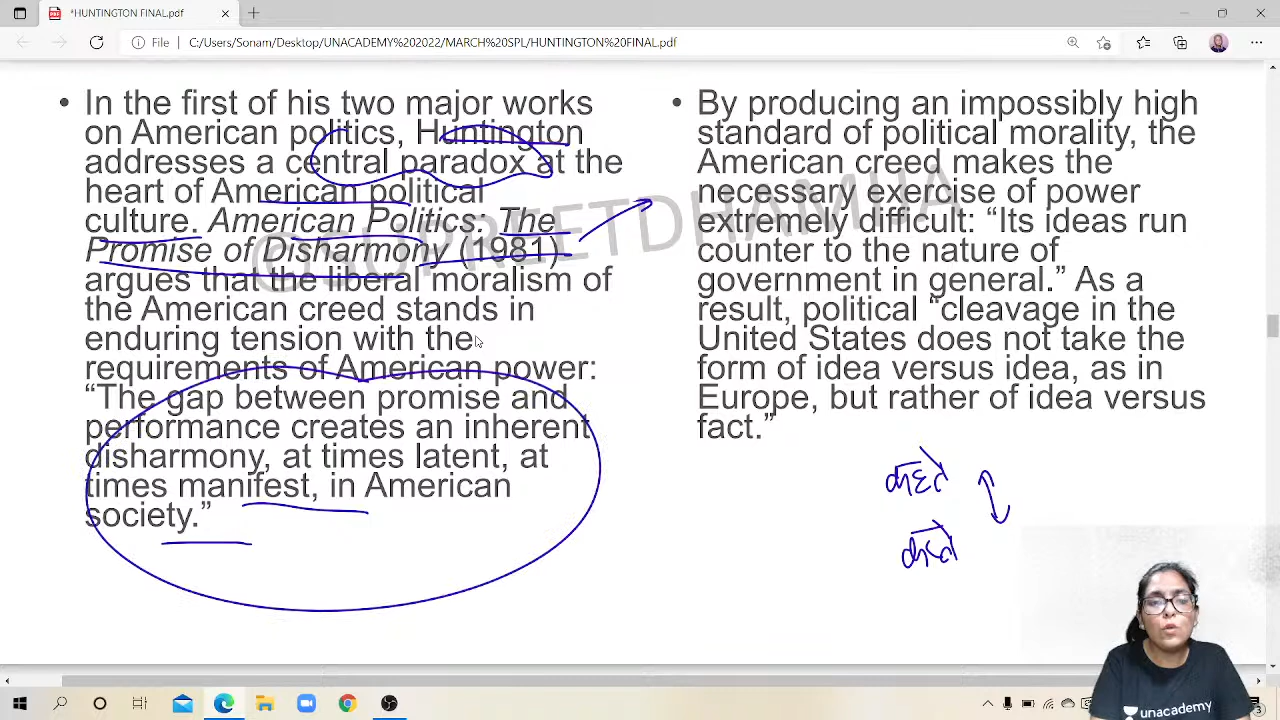 *HUNTINGTON FINAL.pdf
File
C:/Users/Sonam/Desktop/UNACADEMY%202022/MARCH%20SPL/HUNTINGTON%20FINAL.pdf
• In the first of his two major works
on American politics, Huntington
addresses a central paradox at the
heart of American political
culture. American Politics: The
Promise of Disharmony (1981)
argues that the liberal moralism of
the American creed stands in
enduring tension with the
requirements of American power:
“The gap between promise and
performance creates an inherent
disharmony, at times latent, at
times manifest, in American
society.”
• By producing an impossibly high
standard of political morality, the
American creed makes the
necessary exercise of power
extremely difficult: “Its ideas run
counter to the nature of
government in general.” As a
result, political “cleavage in the
United States does not take the
form of idea versus idea, as in
Europe, but rather of idea versus
fact.”
@SUPREETDHAMIJA
unacademy